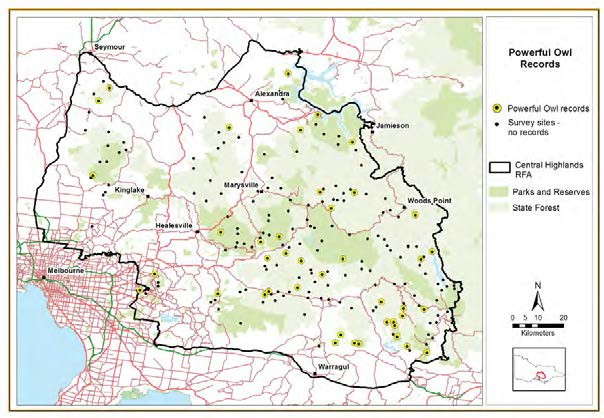 Seymour
Alexandra
Jamieson
Kinglake
Marysville
Woods Point
Healesville
Melbourne
Warragul
Powerful Owl
Records
Powerful Owl records
Survey sites -
no records
Central Highlands
RFA
Parks and Reserves
State Forest
N
0 5 10 20
Kilometers